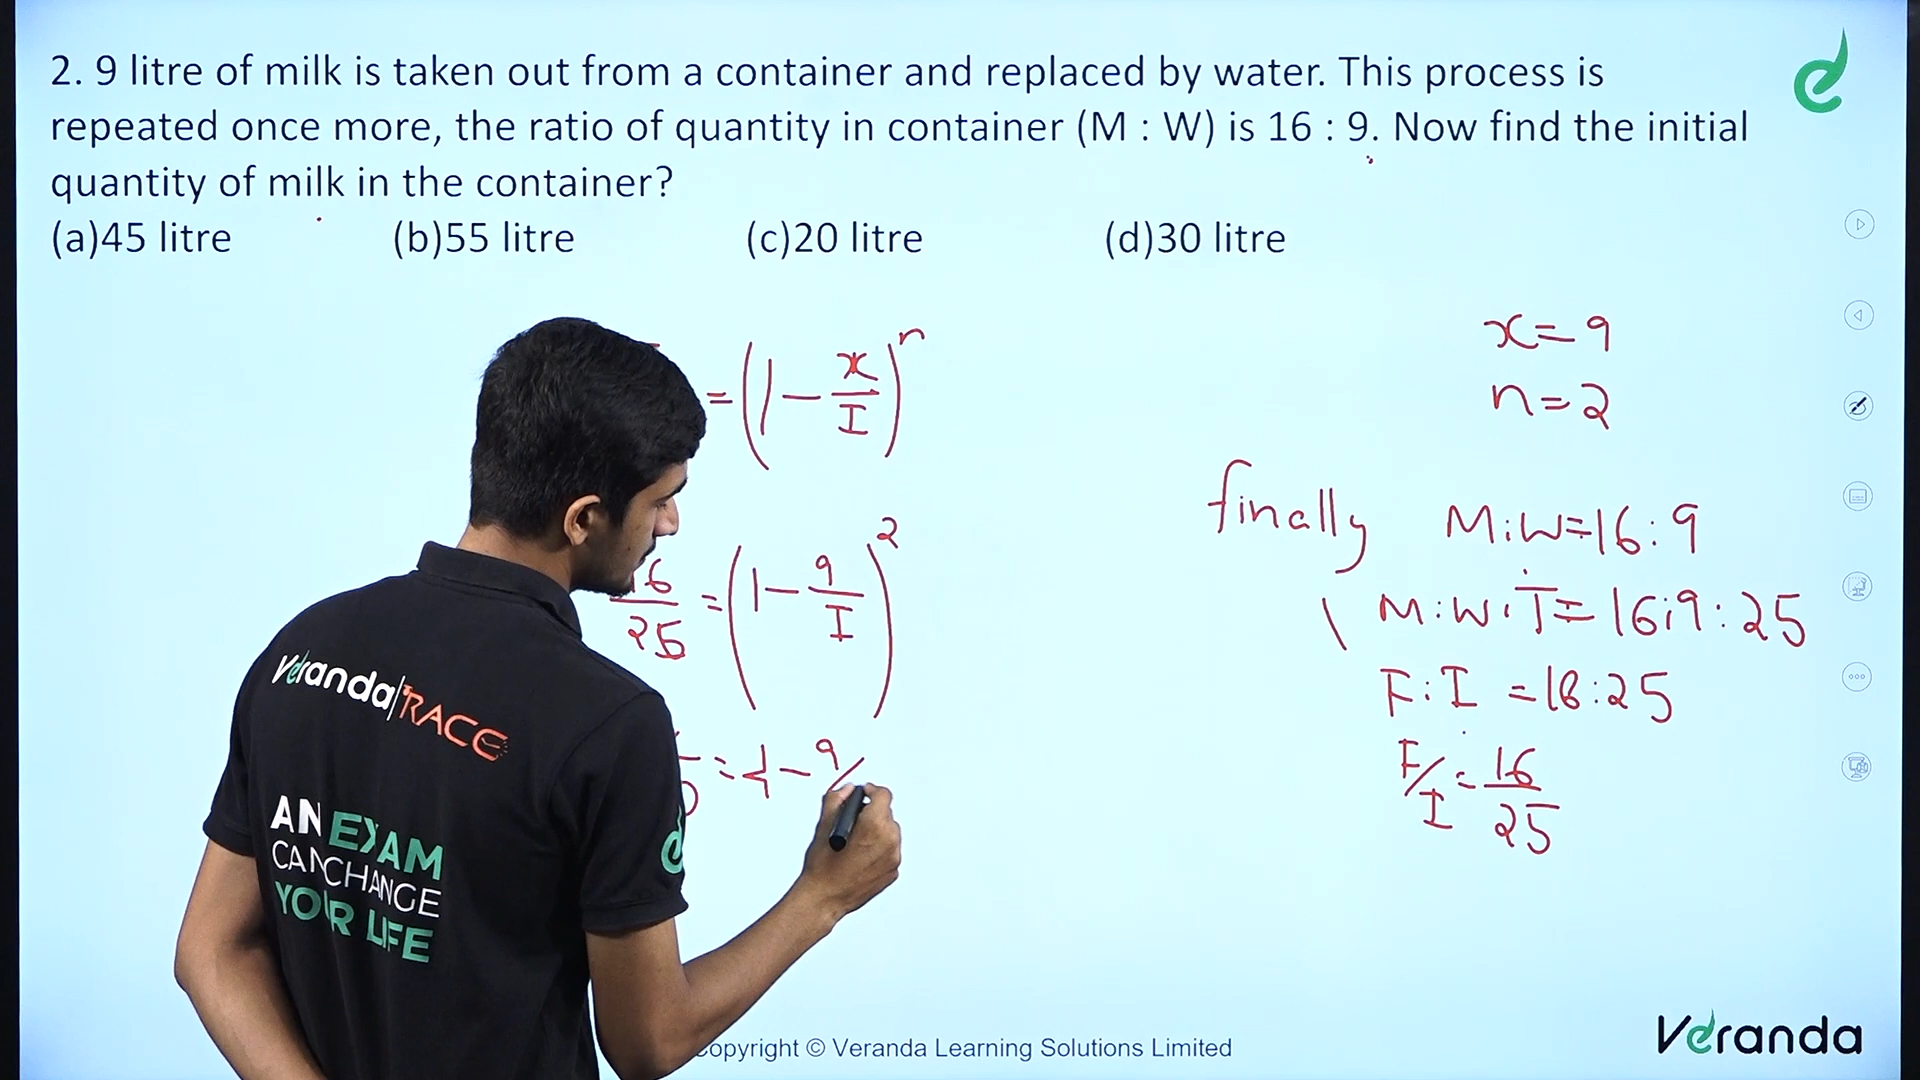 2. 9 litre of milk is taken out from a container and replaced by water. This process is
repeated once more, the ratio of quantity in container (M : W) is 16 : 9. Now find the initial
quantity of milk in the container?
(a)45 litre (b)55 litre (c)20 litre (d)30 litre
= (1 - x/I)^n
x = 9
n = 2
finally M:W=16:9
16/25 = (1 - 9/I)^2
M:W:T=16:9:25
F:I =16:25
= 1 - 9/
F/I = 16/25
Veranda|RACE
AN EXAM
CAN CHANGE
YOUR LIFE
Copyright © Veranda Learning Solutions Limited
Veranda